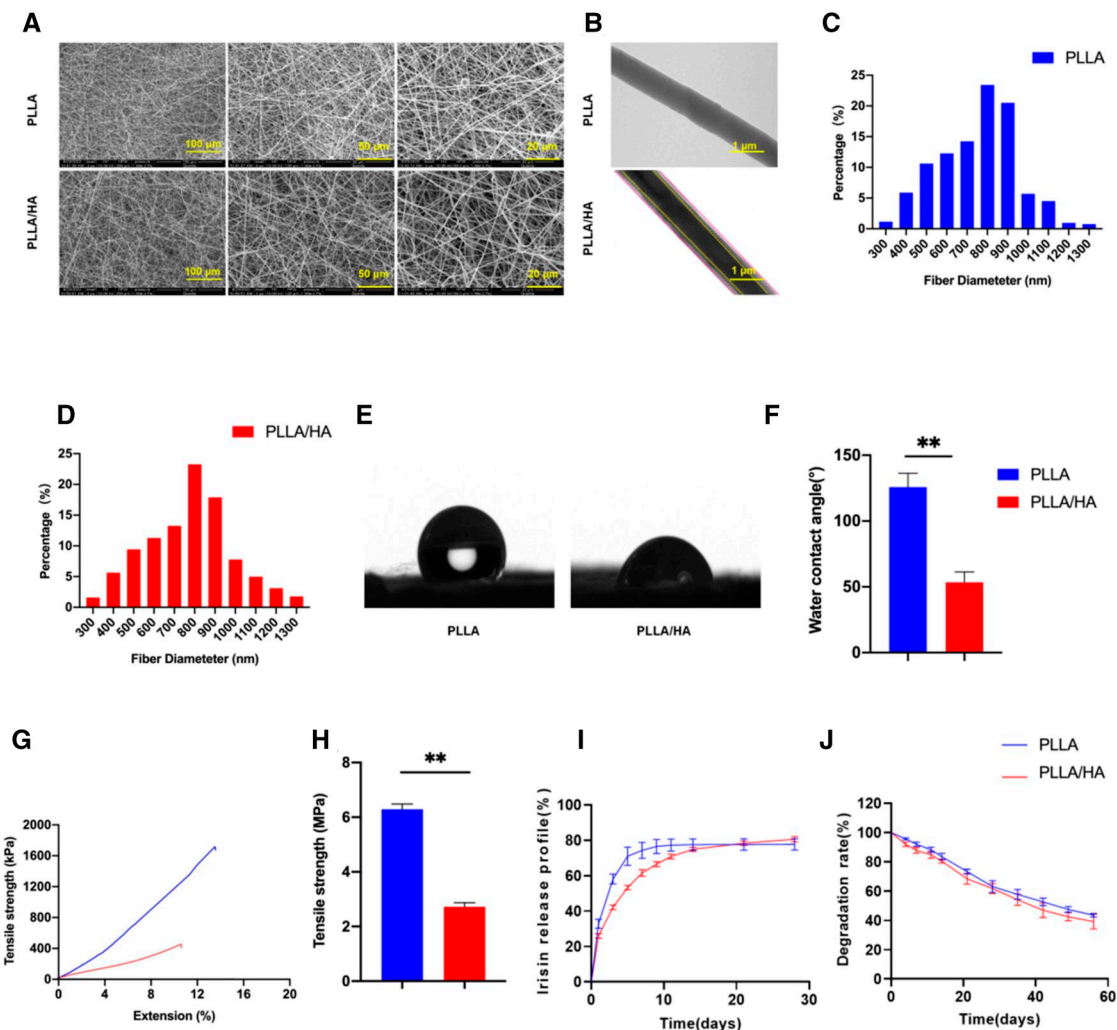 A
PLLA
100 µm
50 µm
20 µm
PLLA/HA
100 µm
50 µm
20 µm
B
PLLA
1 µm
PLLA/HA
1 µm
C
PLLA
Percentage (%)
25
20
15
10
5
0
300
400
500
600
700
800
900
1000
1100
1200
1300
Fiber Diameteter (nm)
D
PLLA/HA
Percentage (%)
25
20
15
10
5
0
300
400
500
600
700
800
900
1000
1100
1200
1300
Fiber Diameteter (nm)
E
PLLA
PLLA/HA
F
Water contact angle(°)
150
100
50
0
**
PLLA
PLLA/HA
G
Tensile strength (kPa)
2000
1600
1200
800
400
0
0 4 8 12 16 20
Extension (%)
H
Tensile strength (MPa)
8
6
4
2
0
**
I
Irisin release profile(%)
100
80
60
40
20
0
0 10 20 30
Time(days)
J
PLLA
PLLA/HA
Degradation rate(%)
120
100
80
60
40
20
0
0 20 40 60
Time(days)